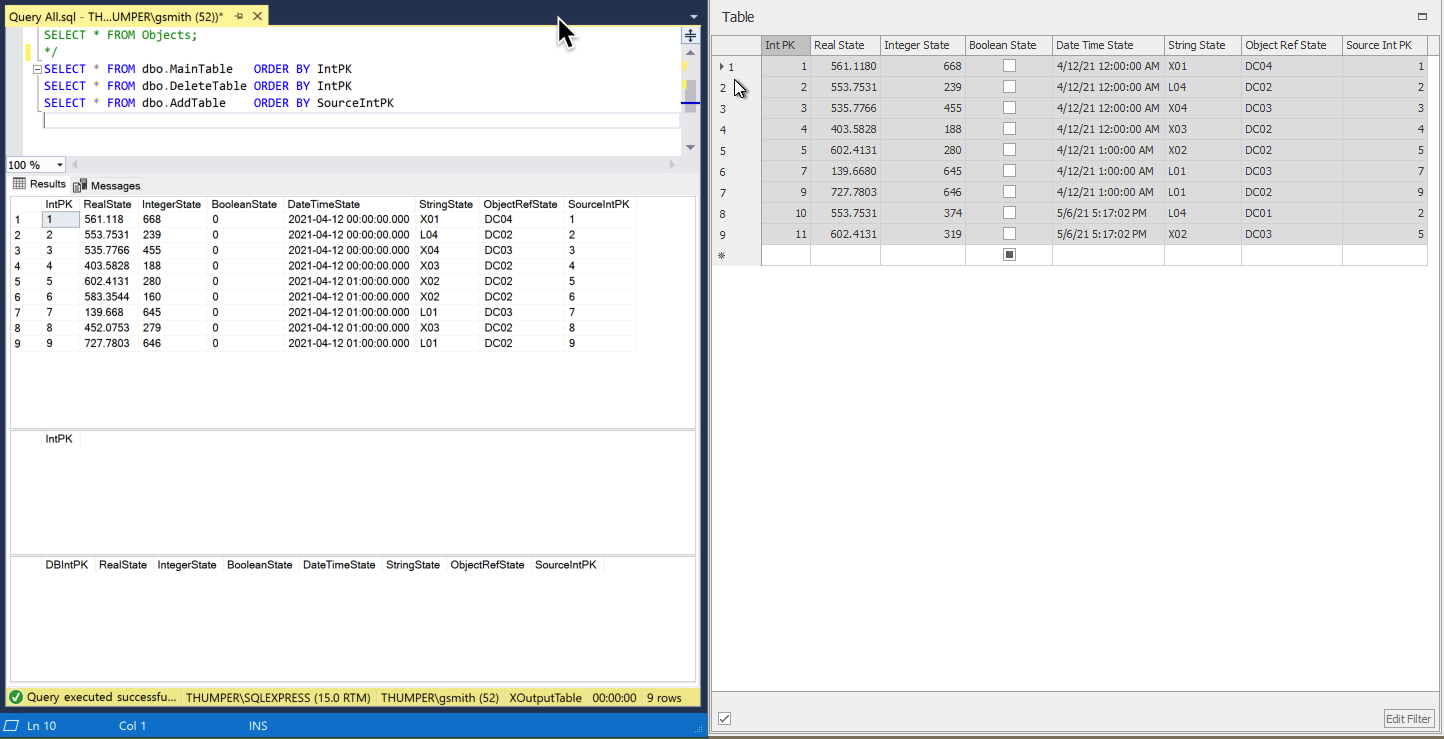 Query All.sql - TH...UMPER\gsmith (52))*
SELECT * FROM Objects;
*/
SELECT * FROM dbo.MainTable ORDER BY IntPK
SELECT * FROM dbo.DeleteTable ORDER BY IntPK
SELECT * FROM dbo.AddTable ORDER BY SourceIntPK
100 %
Results Messages
IntPK RealState IntegerState BooleanState DateTimeState StringState ObjectRefState SourceIntPK
1 1 561.118 668 0 2021-04-12 00:00:00.000 X01 DC04 1
2 2 553.7531 239 0 2021-04-12 00:00:00.000 L04 DC02 2
3 3 535.7766 455 0 2021-04-12 00:00:00.000 X04 DC03 3
4 4 403.5828 188 0 2021-04-12 00:00:00.000 X03 DC02 4
5 5 602.4131 280 0 2021-04-12 01:00:00.000 X02 DC02 5
6 6 583.3544 160 0 2021-04-12 01:00:00.000 X02 DC02 6
7 7 139.668 645 0 2021-04-12 01:00:00.000 L01 DC03 7
8 8 452.0753 279 0 2021-04-12 01:00:00.000 X03 DC02 8
9 9 727.7803 646 0 2021-04-12 01:00:00.000 L01 DC02 9
IntPK
DBIntPK RealState IntegerState BooleanState DateTimeState StringState ObjectRefState SourceIntPK
Query executed successfu... THUMPER\SQLEXPRESS (15.0 RTM) THUMPER\gsmith (52) XOutputTable 00:00:00 9 rows
Ln 10 Col 1 INS
Table
Int PK Real State Integer State Boolean State Date Time State String State Object Ref State Source Int PK
1 1 561.1180 668 4/12/21 12:00:00 AM X01 DC04 1
2 2 553.7531 239 4/12/21 12:00:00 AM L04 DC02 2
3 3 535.7766 455 4/12/21 12:00:00 AM X04 DC03 3
4 4 403.5828 188 4/12/21 12:00:00 AM X03 DC02 4
5 5 602.4131 280 4/12/21 1:00:00 AM X02 DC02 5
6 7 139.6680 645 4/12/21 1:00:00 AM L01 DC03 7
7 9 727.7803 646 4/12/21 1:00:00 AM L01 DC02 9
8 10 553.7531 374 5/6/21 5:17:02 PM L04 DC01 2
9 11 602.4131 319 5/6/21 5:17:02 PM X02 DC03 5
Edit Filter